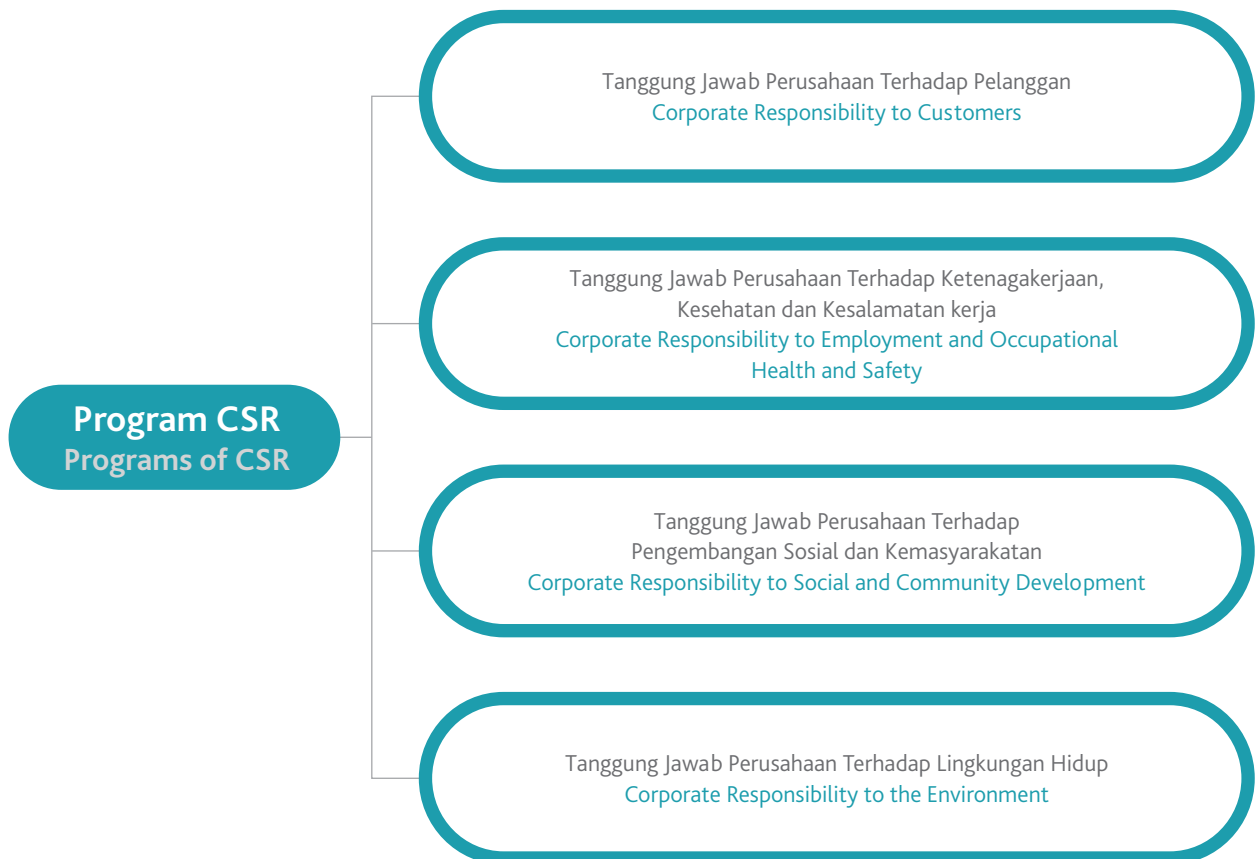 Program CSR
Programs of CSR
Tanggung Jawab Perusahaan Terhadap Pelanggan
Corporate Responsibility to Customers
Tanggung Jawab Perusahaan Terhadap Ketenagakerjaan,
Kesehatan dan Kesalamatan kerja
Corporate Responsibility to Employment and Occupational
Health and Safety
Tanggung Jawab Perusahaan Terhadap
Pengembangan Sosial dan Kemasyarakatan
Corporate Responsibility to Social and Community Development
Tanggung Jawab Perusahaan Terhadap Lingkungan Hidup
Corporate Responsibility to the Environment